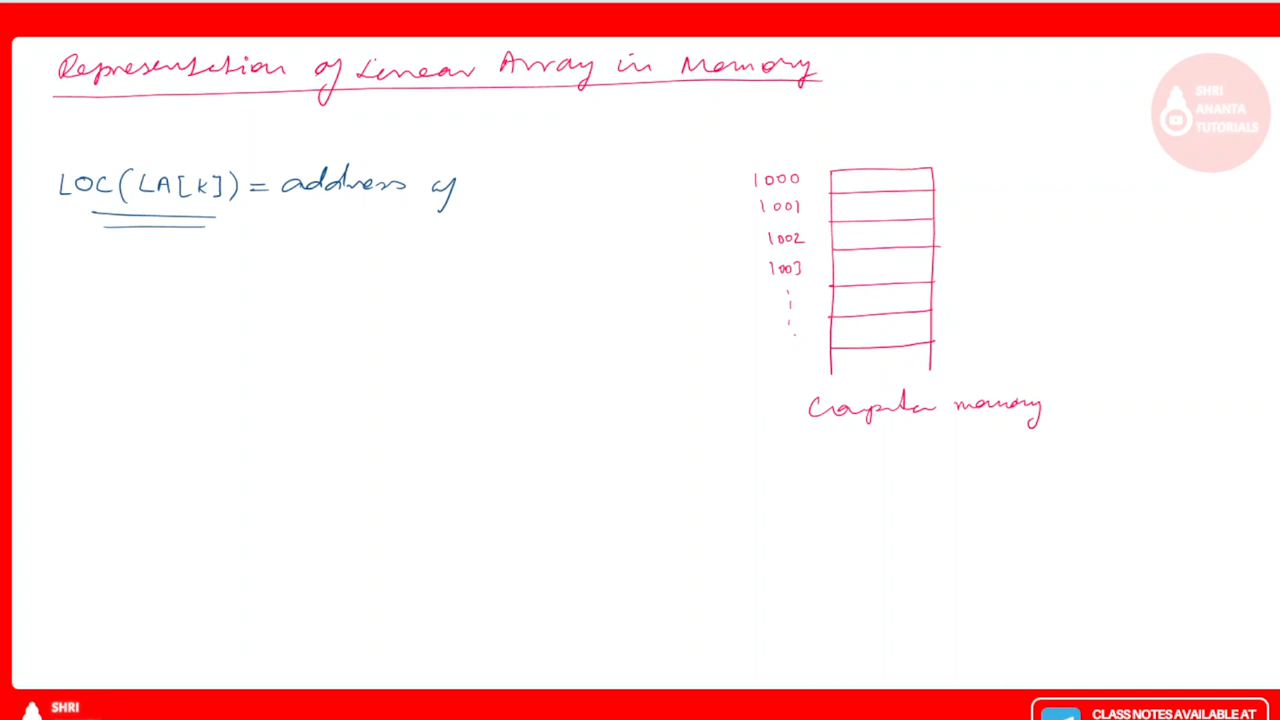 Representation of Linear Array in Memory
SHRI
ANANTA
TUTORIALS
LOC(LA[K]) = address of
1000
1001
1002
1003
Computer memory
SHRI
CLASS NOTES AVAILABLE AT